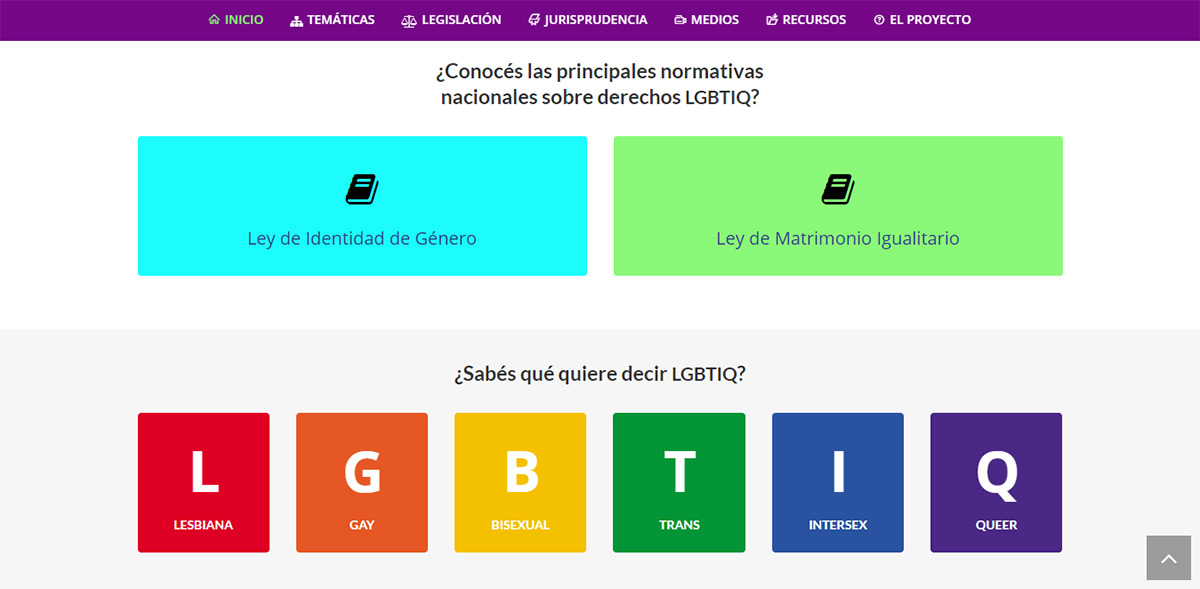 INICIO TEMÁTICAS LEGISLACIÓN JURISPRUDENCIA MEDIOS RECURSOS EL PROYECTO
¿Conocés las principales normativas
nacionales sobre derechos LGBTIQ?
Ley de Identidad de Género
Ley de Matrimonio Igualitario
¿Sabés qué quiere decir LGBTIQ?
L
LESBIANA
G
GAY
B
BISEXUAL
T
TRANS
I
INTERSEX
Q
QUEER